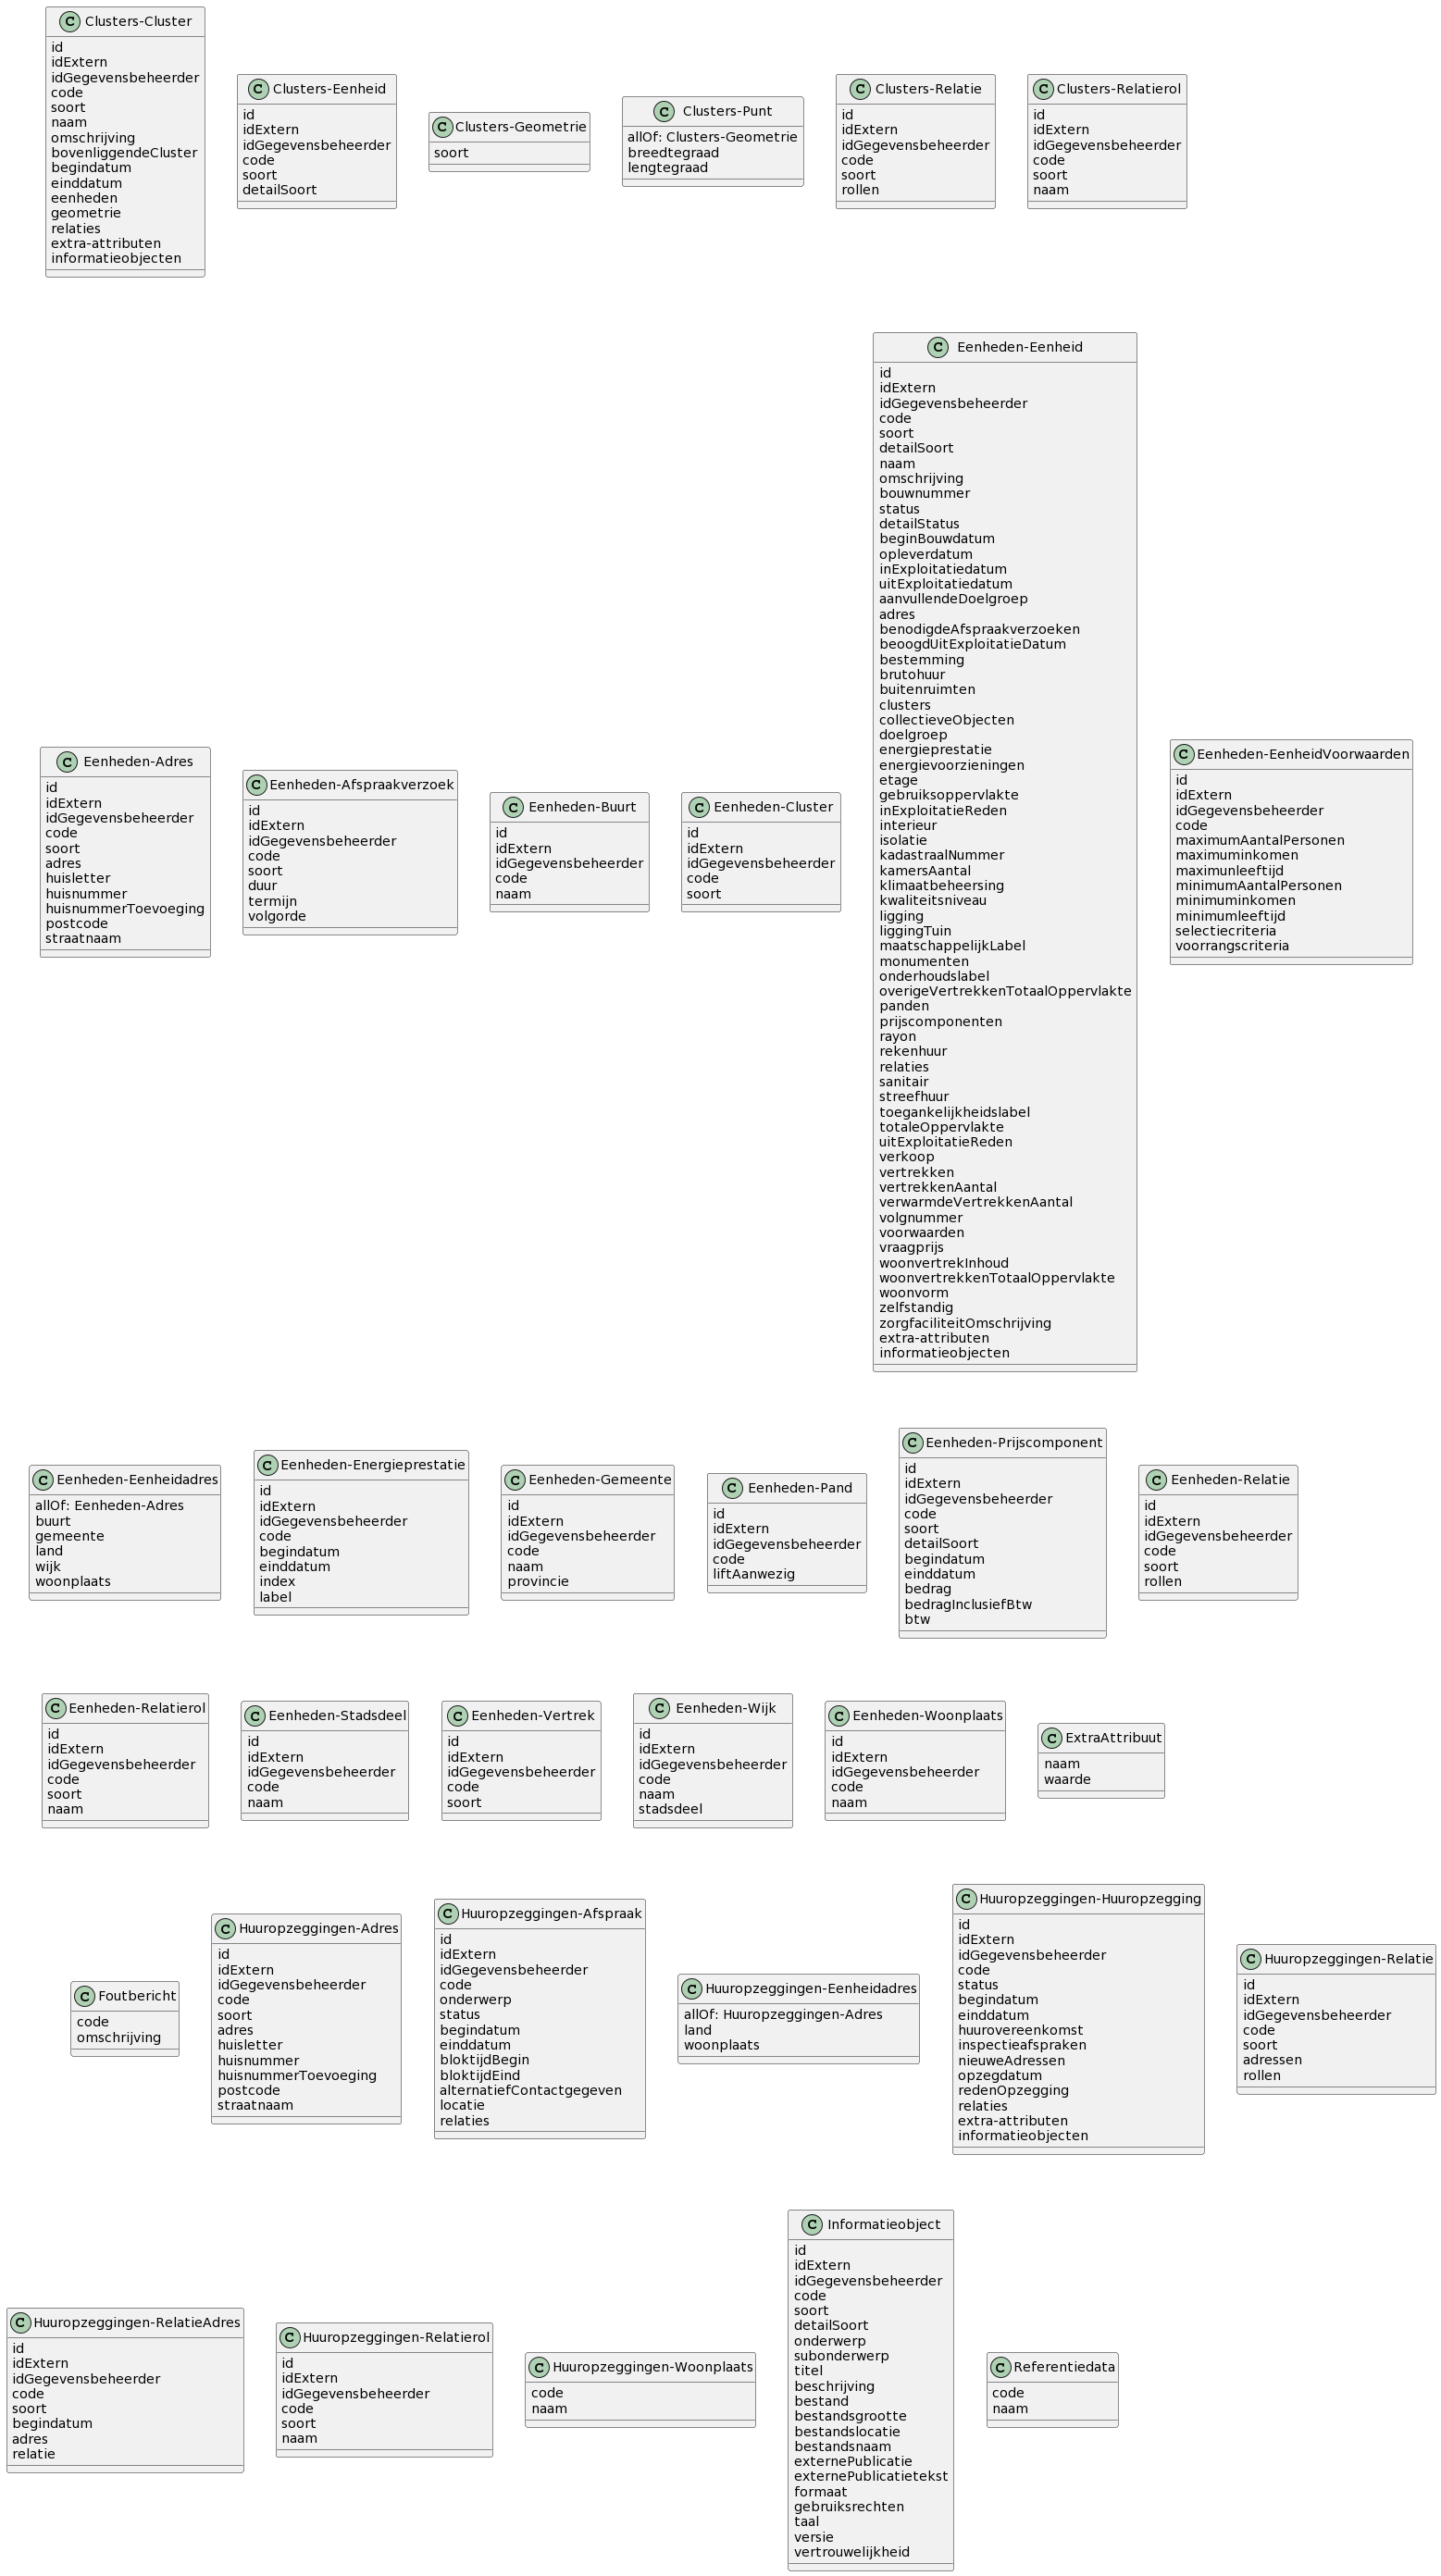 C Clusters-Cluster
id
idExtern
idGegevensbeheerder
code
soort
naam
omschrijving
bovenliggendeCluster
begindatum
einddatum
eenheden
geometrie
relaties
extra-attributen
informatieobjecten
C Clusters-Eenheid
id
idExtern
idGegevensbeheerder
code
soort
detailSoort
C Clusters-Geometrie
soort
C Clusters-Punt
allOf: Clusters-Geometrie
breedtegraad
lengtegraad
C Clusters-Relatie
id
idExtern
idGegevensbeheerder
code
soort
rollen
C Clusters-Relatierol
id
idExtern
idGegevensbeheerder
code
soort
naam
C Eenheden-Adres
id
idExtern
idGegevensbeheerder
code
soort
adres
huisletter
huisnummer
huisnummerToevoeging
postcode
straatnaam
C Eenheden-Afspraakverzoek
id
idExtern
idGegevensbeheerder
code
soort
duur
termijn
volgorde
C Eenheden-Buurt
id
idExtern
idGegevensbeheerder
code
naam
C Eenheden-Cluster
id
idExtern
idGegevensbeheerder
code
soort
C Eenheden-Eenheid
id
idExtern
idGegevensbeheerder
code
soort
detailSoort
naam
omschrijving
bouwnummer
status
detailStatus
beginBouwdatum
opleverdatum
inExploitatiedatum
uitExploitatiedatum
aanvullendeDoelgroep
adres
benodigdeAfspraakverzoeken
beoogdUitExploitatieDatum
bestemming
brutohuur
buitenruimten
clusters
collectieveObjecten
doelgroep
energieprestatie
energievoorzieningen
etage
gebruiksoppervlakte
inExploitatieReden
interieur
isolatie
kadastraalNummer
kamersAantal
klimaatbeheersing
kwaliteitsniveau
ligging
liggingTuin
maatschappelijkLabel
monumenten
onderhoudslabel
overigeVertrekkenTotaalOppervlakte
panden
prijscomponenten
rayon
rekenhuur
relaties
sanitair
streefhuur
toegankelijkheidslabel
totaleOppervlakte
uitExploitatieReden
verkoop
vertrekken
vertrekkenAantal
verwarmdeVertrekkenAantal
volgnummer
voorwaarden
vraagprijs
woonvertrekInhoud
woonvertrekkenTotaalOppervlakte
woonvorm
zelfstandig
zorgfaciliteitOmschrijving
extra-attributen
informatieobjecten
C Eenheden-EenheidVoorwaarden
id
idExtern
idGegevensbeheerder
code
maximumAantalPersonen
maximuminkomen
maximunleeftijd
minimumAantalPersonen
minimuminkomen
minimumleeftijd
selectiecriteria
voorrangscriteria
C Eenheden-Eenheidadres
allOf: Eenheden-Adres
buurt
gemeente
land
wijk
woonplaats
C Eenheden-Energieprestatie
id
idExtern
idGegevensbeheerder
code
begindatum
einddatum
index
label
C Eenheden-Gemeente
id
idExtern
idGegevensbeheerder
code
naam
provincie
C Eenheden-Pand
id
idExtern
idGegevensbeheerder
code
liftAanwezig
C Eenheden-Prijscomponent
id
idExtern
idGegevensbeheerder
code
soort
detailSoort
begindatum
einddatum
bedrag
bedragInclusiefBtw
btw
C Eenheden-Relatie
id
idExtern
idGegevensbeheerder
code
soort
rollen
C Eenheden-Relatierol
id
idExtern
idGegevensbeheerder
code
soort
naam
C Eenheden-Stadsdeel
id
idExtern
idGegevensbeheerder
code
naam
C Eenheden-Vertrek
id
idExtern
idGegevensbeheerder
code
soort
C Eenheden-Wijk
id
idExtern
idGegevensbeheerder
code
naam
stadsdeel
C Eenheden-Woonplaats
id
idExtern
idGegevensbeheerder
code
naam
C ExtraAttribuut
naam
waarde
C Foutbericht
code
omschrijving
C Huuropzeggingen-Adres
id
idExtern
idGegevensbeheerder
code
soort
adres
huisletter
huisnummer
huisnummerToevoeging
postcode
straatnaam
C Huuropzeggingen-Afspraak
id
idExtern
idGegevensbeheerder
code
onderwerp
status
begindatum
einddatum
bloktijdBegin
bloktijdEind
alternatiefContactgegeven
locatie
relaties
C Huuropzeggingen-Eenheidadres
allOf: Huuropzeggingen-Adres
land
woonplaats
C Huuropzeggingen-Huuropzegging
id
idExtern
idGegevensbeheerder
code
status
begindatum
einddatum
huurovereenkomst
inspectieafspraken
nieuweAdressen
opzegdatum
redenOpzegging
relaties
extra-attributen
informatieobjecten
C Huuropzeggingen-Relatie
id
idExtern
idGegevensbeheerder
code
soort
adressen
rollen
C Huuropzeggingen-RelatieAdres
id
idExtern
idGegevensbeheerder
code
soort
begindatum
adres
relatie
C Huuropzeggingen-Relatierol
id
idExtern
idGegevensbeheerder
code
soort
naam
C Huuropzeggingen-Woonplaats
code
naam
C Informatieobject
id
idExtern
idGegevensbeheerder
code
soort
detailSoort
onderwerp
subonderwerp
titel
beschrijving
bestand
bestandsgrootte
bestandslocatie
bestandsnaam
externePublicatie
externePublicatietekst
formaat
gebruiksrechten
taal
versie
vertrouwelijkheid
C Referentiedata
code
naam